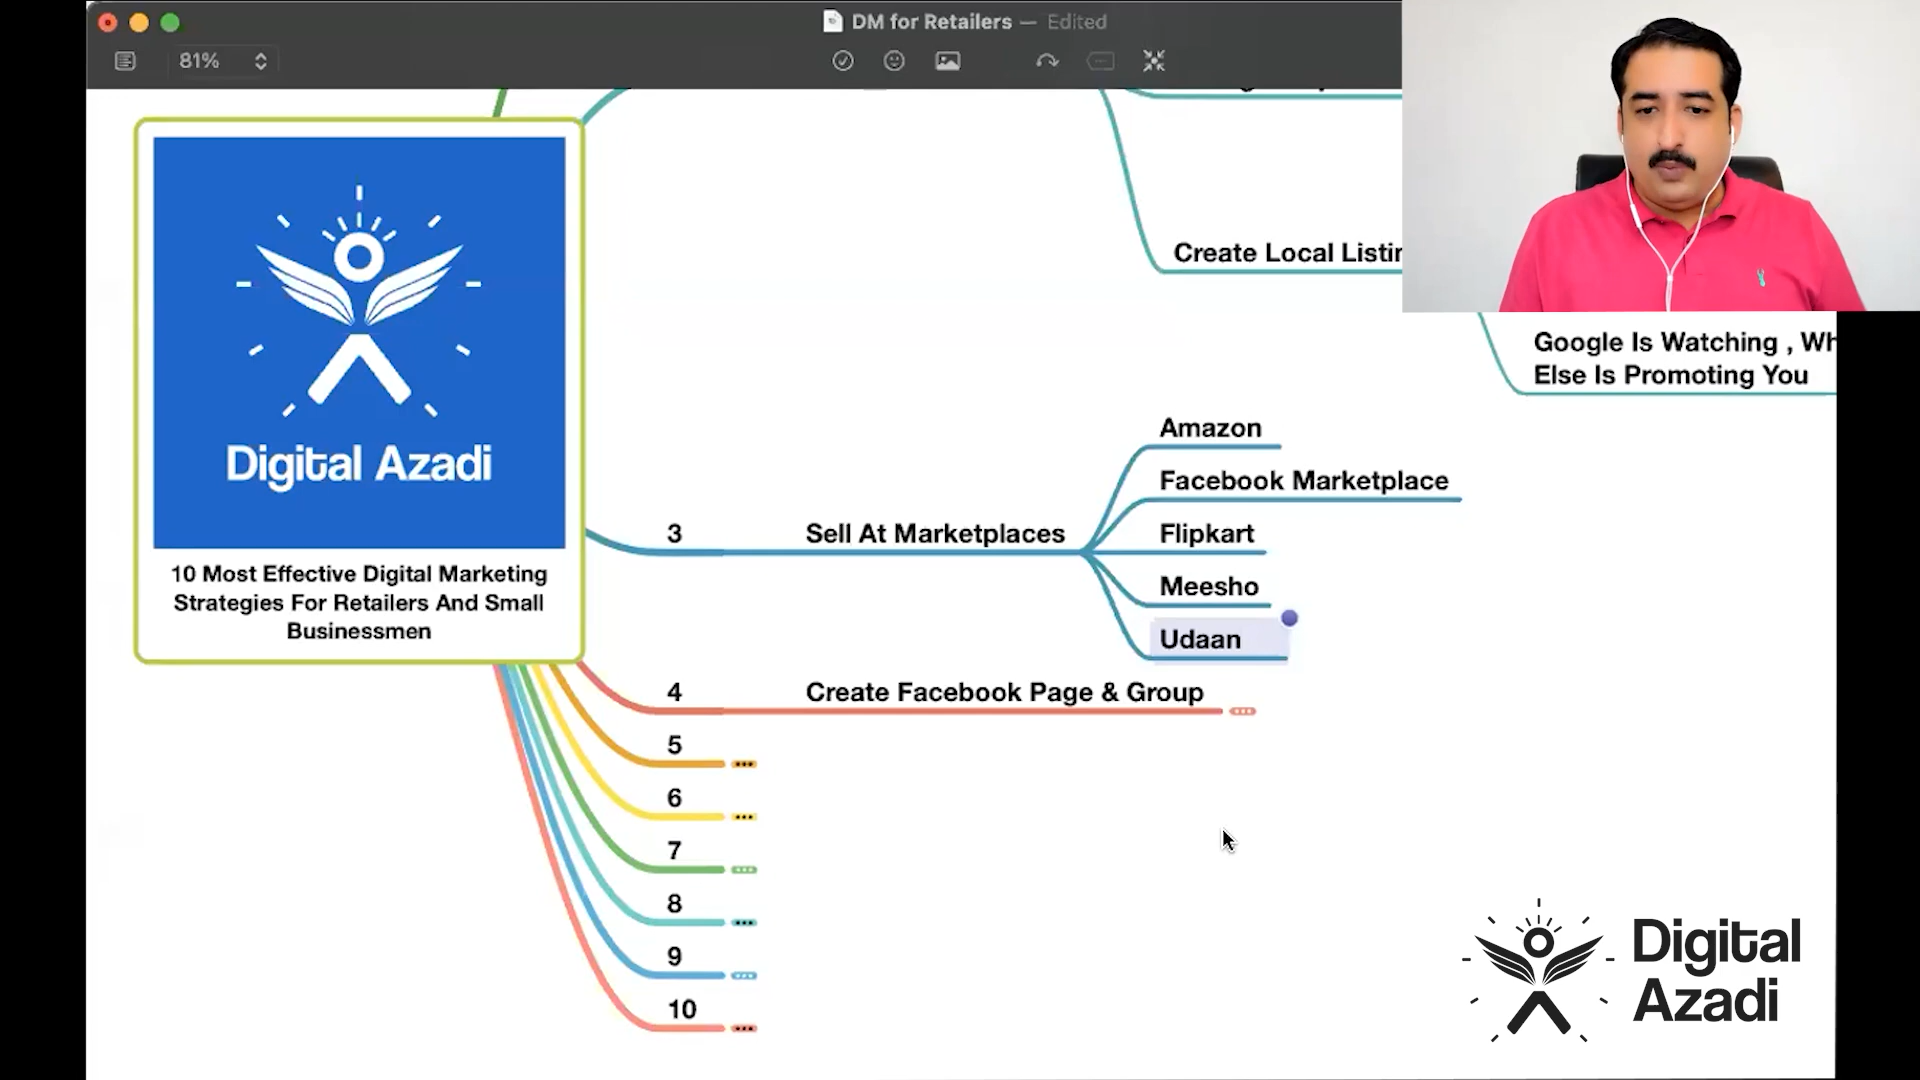 DM for Retailers — Edited
81%
Create Local Listin
Google Is Watching , Wh
Else Is Promoting You
Digital Azadi
10 Most Effective Digital Marketing
Strategies For Retailers And Small
Businessmen
3 Sell At Marketplaces
Amazon
Facebook Marketplace
Flipkart
Meesho
Udaan
4 Create Facebook Page & Group
5
6
7
8
9
10
Digital
Azadi